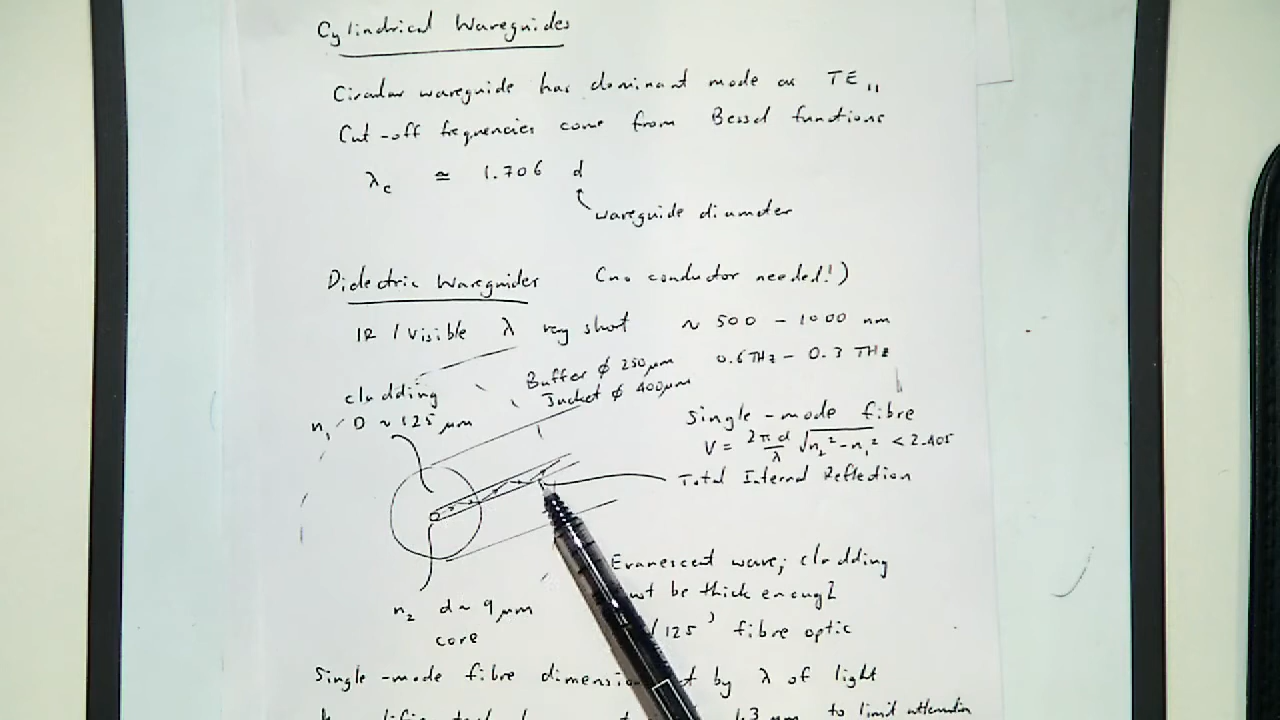 Cylindrical Waveguides
Circular waveguide has dominant mode as TE₁₁
Cut-off frequencies come from Bessel functions
λc ≃ 1.706 d
waveguide diameter
Dielectric Waveguides (no conductor needed!)
IR / Visible λ very short ~ 500 - 1000 nm
0.6THz - 0.3 THz
Buffer ϕ 250μm
Jacket ϕ 400μm
cladding
n₁ D ~ 125 μm
single-mode fibre
V = 2πd/λ √n₂² - n₁² < 2.405
Total Internal Reflection
Evanescent wave; cladding
be thick enough
/125' fibre optic
n₂ d ~ 9μm
core
Single-mode fibre by λ of light
to limit attenuation